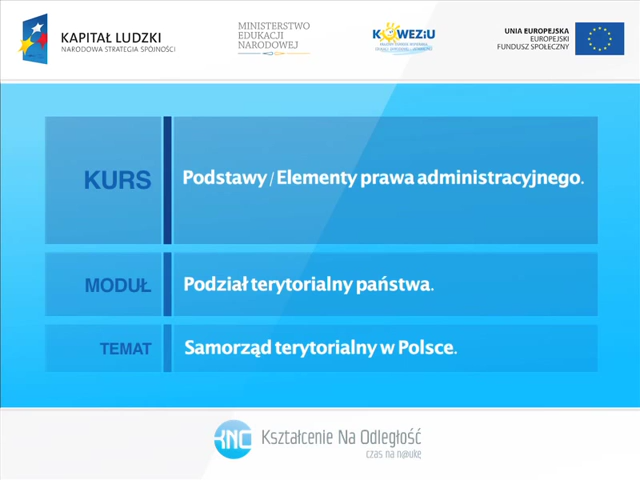 KAPITAŁ LUDZKI
NARODOWA STRATEGIA SPÓJNOŚCI
MINISTERSTWO
EDUKACJI
NARODOWEJ
KOWEZiU
UNIA EUROPEJSKA
EUROPEJSKI
FUNDUSZ SPOŁECZNY
KURS
Podstawy / Elementy prawa administracyjnego.
MODUŁ
Podział terytorialny państwa.
TEMAT
Samorząd terytorialny w Polsce.
KNO Kształcenie Na Odległość
czas na n@ukę